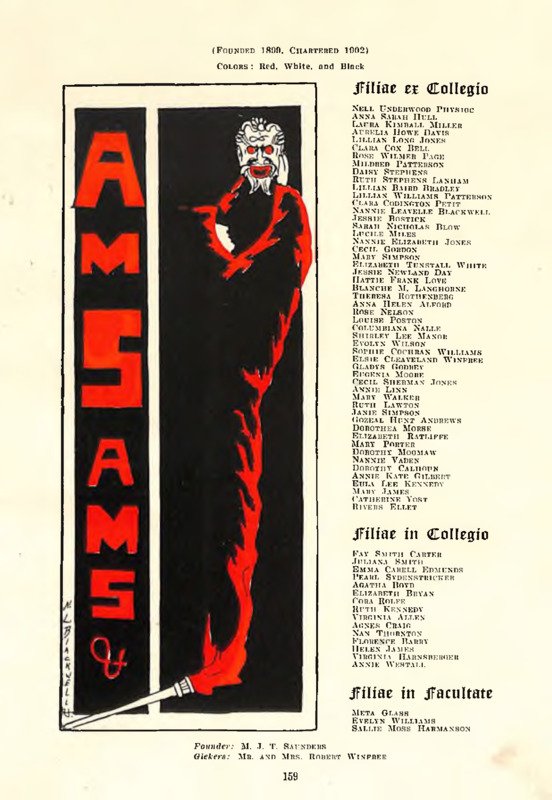 (Founded 1899, Chartered 1902)
Colors: Red, White, and Black
AM SAMS
M L BLACKWELL
Filiae ex Collegio
Nell Underwood Physioc
Anna Sarah Hull
Laura Kimball Miller
Aurelia Howe Davis
Lillian Long Jones
Clara Cox Bell
Rose Wilmer Page
Mildred Patterson
Daisy Stephens
Ruth Stephens Lanham
Lillian Baird Bradley
Lillian Williams Patterson
Clara Codington Petit
Nannie Leavelle Blackwell
Jessie Bostick
Sarah Nicholas Blow
Lucile Miles
Nannie Elizabeth Jones
Cecil Gordon
Mary Simpson
Elizabeth Tunstall White
Jessie Newland Day
Hattie Frank Love
Blanche M. Langhorne
Theresa Rothenberg
Anna Helen Alford
Rose Nelson
Louise Poston
Columbiana Nalle
Shirley Lee Manor
Evolyn Wilson
Sophie Cochran Williams
Elsie Cleaveland Winfree
Gladys Godbey
Eugenia Moore
Cecil Sherman Jones
Annie Linn
Mary Walker
Ruth Lawton
Janie Simpson
Gozeal Hunt Andrews
Dorothea Morse
Elizabeth Ratliffe
Mary Porter
Dorothy Moomaw
Nannie Vaden
Dorothy Calhoun
Annie Kate Gilbert
Eula Lee Kennedy
Mary James
Catherine Yost
Rivers Ellet
Filiae in Collegio
Fay Smith Carter
Juliana Smith
Emma Cabell Edmunds
Pearl Sydenstricker
Agatha Boyd
Elizabeth Bryan
Cora Rolfe
Ruth Kennedy
Virginia Allen
Agnes Craig
Nan Thornton
Florence Barry
Helen James
Virginia Harnsberger
Annie Westall
Filiae in Facultate
Meta Glass
Evelyn Williams
Sallie Moss Harmanson
Founder: M. J. T. Saunders
Gickers: Mr. and Mrs. Robert Winfree
159